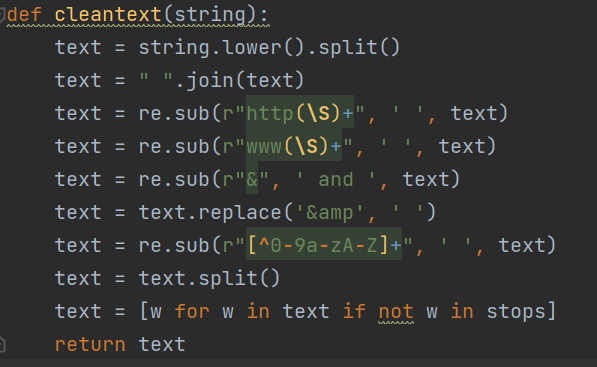 def cleantext(string):
    text = string.lower().split()
    text = " ".join(text)
    text = re.sub(r"http(\S)+", ' ', text)
    text = re.sub(r"www(\S)+", ' ', text)
    text = re.sub(r"&", ' and ', text)
    text = text.replace('&amp', ' ')
    text = re.sub(r"[^0-9a-zA-Z]+", ' ', text)
    text = text.split()
    text = [w for w in text if not w in stops]
    return text